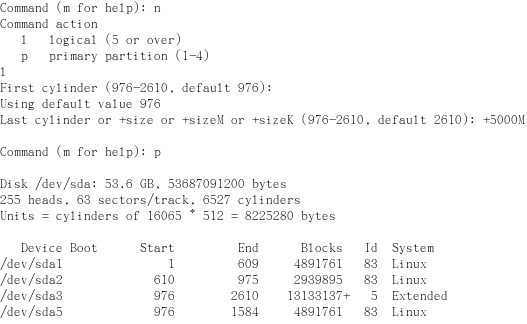 Command (m for help): n
Command action
   l   logical (5 or over)
   p   primary partition (1-4)
l
First cylinder (976-2610, default 976):
Using default value 976
Last cylinder or +size or +sizeM or +sizeK (976-2610, default 2610): +5000M

Command (m for help): p

Disk /dev/sda: 53.6 GB, 53687091200 bytes
255 heads, 63 sectors/track, 6527 cylinders
Units = cylinders of 16065 * 512 = 8225280 bytes

   Device Boot      Start         End      Blocks   Id  System
/dev/sda1               1         609     4891761   83  Linux
/dev/sda2             610         975     2939895   83  Linux
/dev/sda3             976        2610    13133137+   5  Extended
/dev/sda5             976        1584     4891761   83  Linux